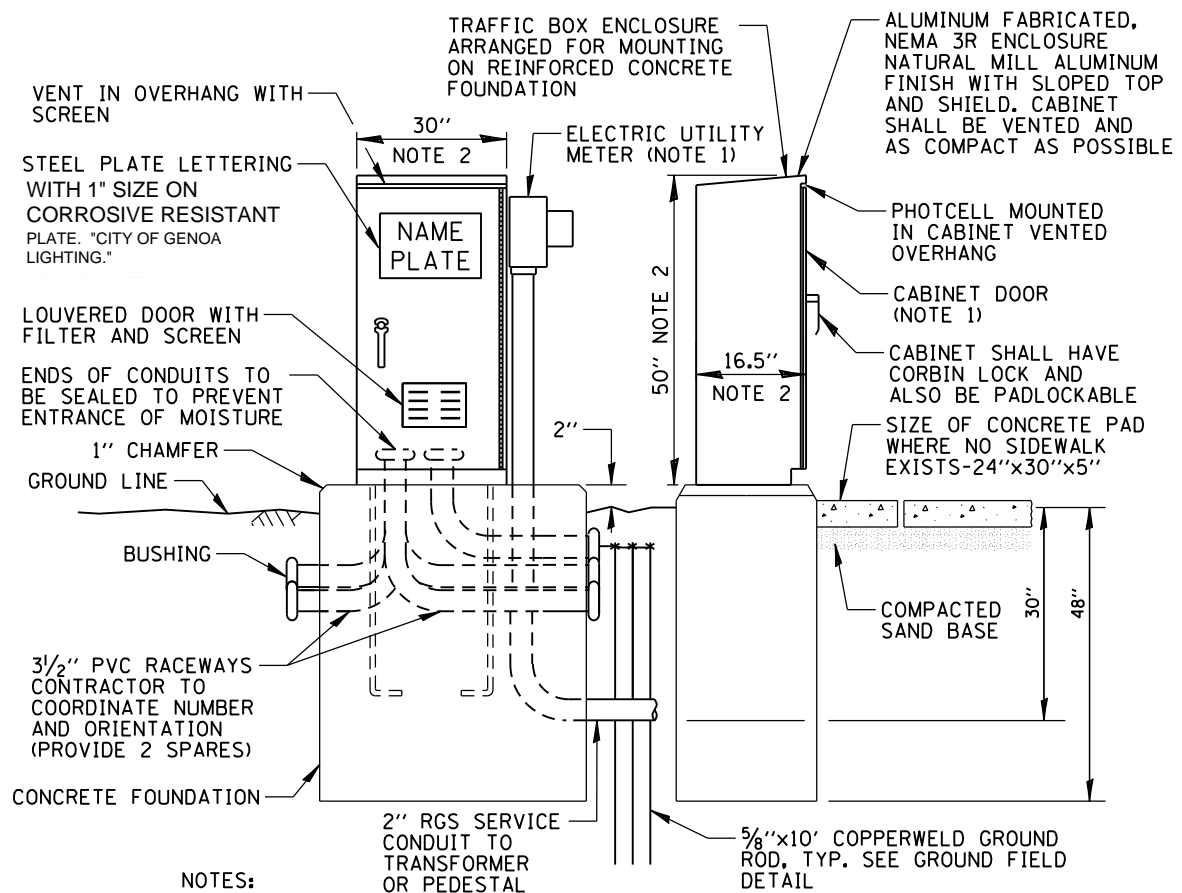 TRAFFIC BOX ENCLOSURE
ARRANGED FOR MOUNTING
ON REINFORCED CONCRETE
FOUNDATION
ALUMINUM FABRICATED,
NEMA 3R ENCLOSURE
NATURAL MILL ALUMINUM
FINISH WITH SLOPED TOP
AND SHIELD. CABINET
SHALL BE VENTED AND
AS COMPACT AS POSSIBLE
VENT IN OVERHANG WITH
SCREEN
30"
NOTE 2
ELECTRIC UTILITY
METER (NOTE 1)
STEEL PLATE LETTERING
WITH 1" SIZE ON
CORROSIVE RESISTANT
PLATE. "CITY OF GENOA
LIGHTING."
NAME
PLATE
PHOTCELL MOUNTED
IN CABINET VENTED
OVERHANG
50" NOTE 2
CABINET DOOR
(NOTE 1)
LOUVERED DOOR WITH
FILTER AND SCREEN
16.5"
NOTE 2
CABINET SHALL HAVE
CORBIN LOCK AND
ALSO BE PADLOCKABLE
ENDS OF CONDUITS TO
BE SEALED TO PREVENT
ENTRANCE OF MOISTURE
2"
SIZE OF CONCRETE PAD
WHERE NO SIDEWALK
EXISTS-24"x30"x5"
1" CHAMFER
GROUND LINE
BUSHING
COMPACTED
SAND BASE
30"
48"
3 1/2" PVC RACEWAYS
CONTRACTOR TO
COORDINATE NUMBER
AND ORIENTATION
(PROVIDE 2 SPARES)
CONCRETE FOUNDATION
2" RGS SERVICE
CONDUIT TO
TRANSFORMER
OR PEDESTAL
5/8"x10' COPPERWELD GROUND
ROD, TYP. SEE GROUND FIELD
DETAIL
NOTES: